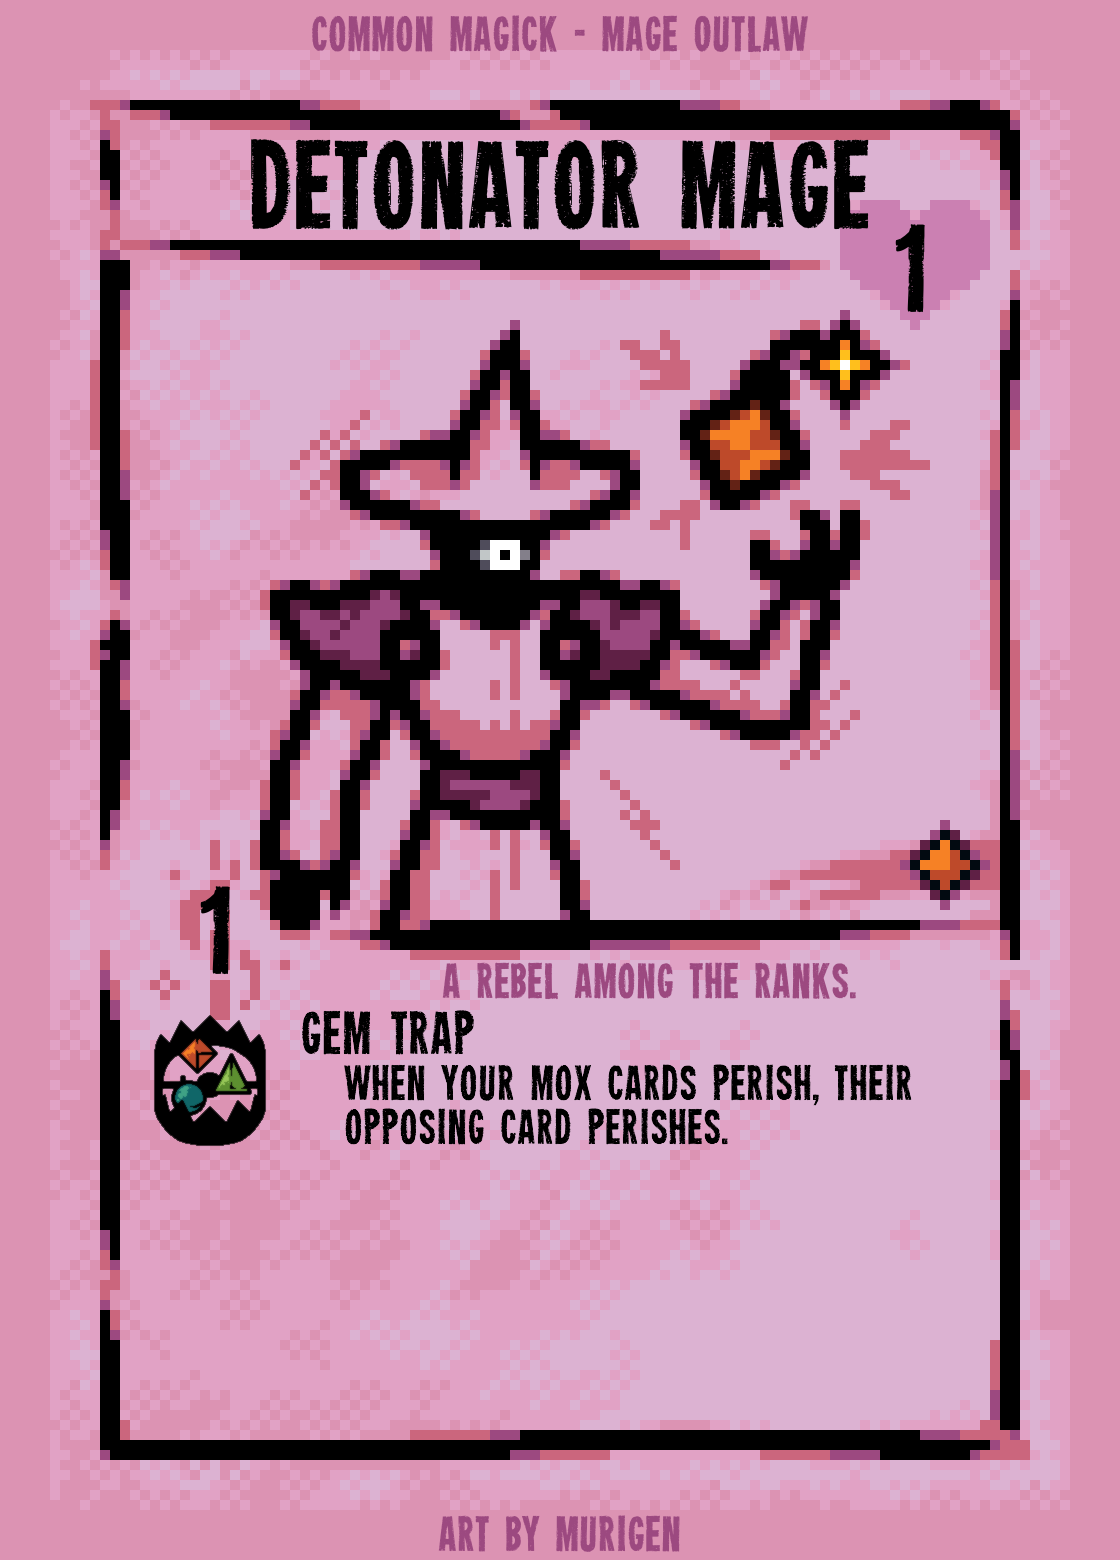 COMMON MAGICK - MAGE OUTLAW
DETONATOR MAGE
1
1
A REBEL AMONG THE RANKS.
GEM TRAP
WHEN YOUR MOX CARDS PERISH, THEIR
OPPOSING CARD PERISHES.
ART BY MURIGEN